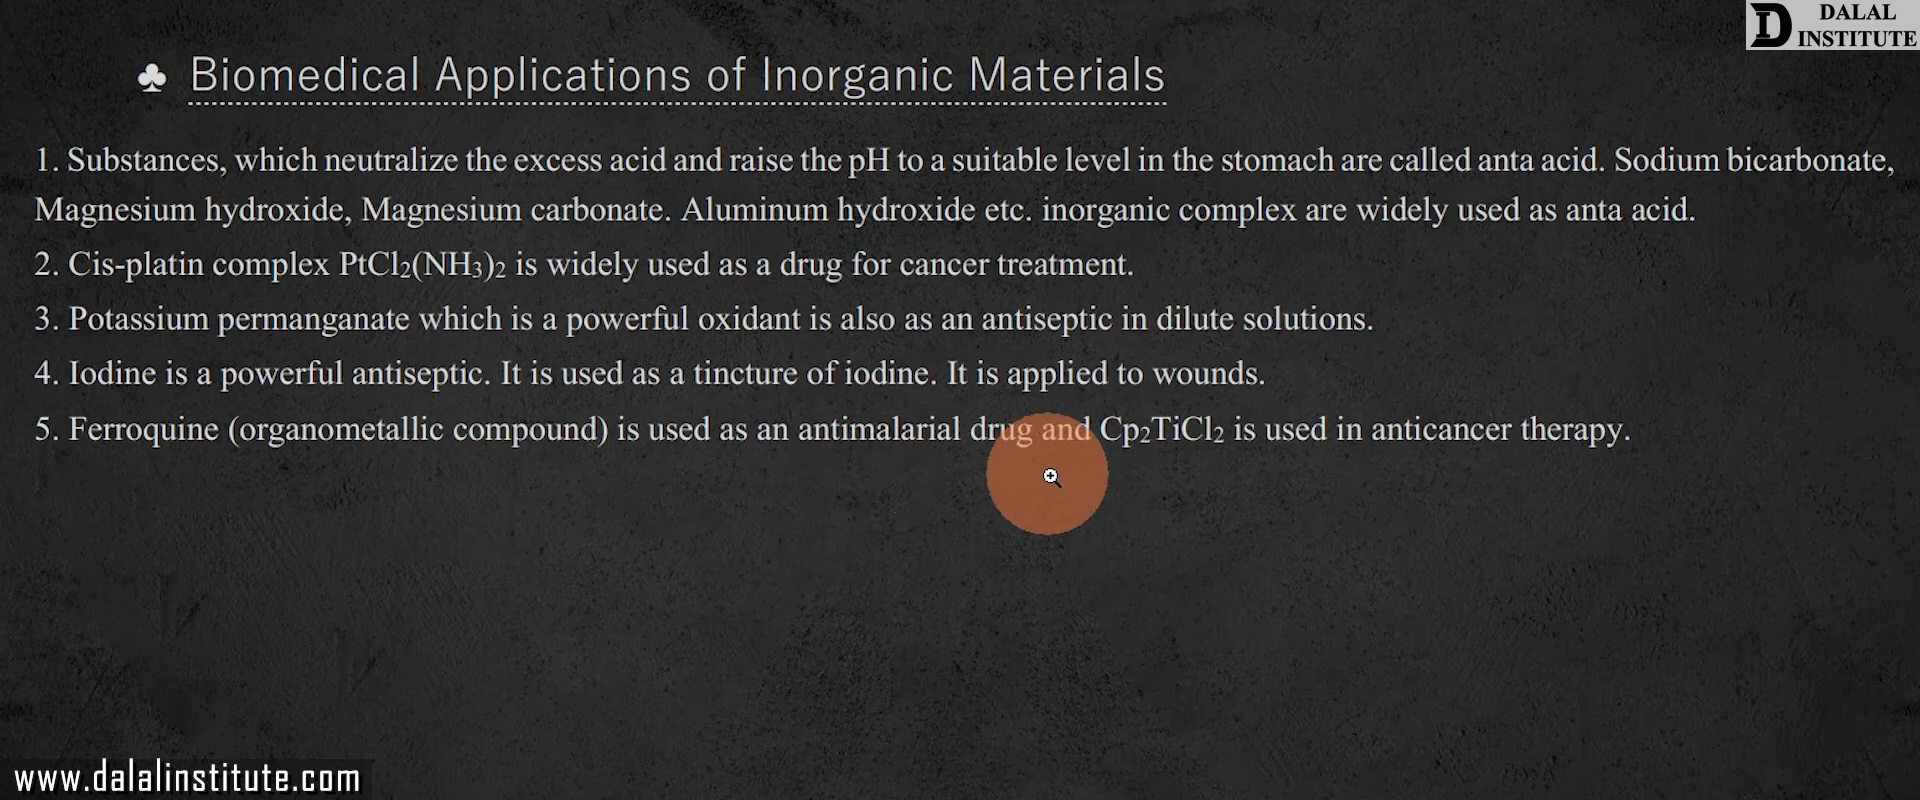 DALAL
INSTITUTE
♣ Biomedical Applications of Inorganic Materials
1. Substances, which neutralize the excess acid and raise the pH to a suitable level in the stomach are called anta acid. Sodium bicarbonate,
Magnesium hydroxide, Magnesium carbonate. Aluminum hydroxide etc. inorganic complex are widely used as anta acid.
2. Cis-platin complex PtCl₂(NH₃)₂ is widely used as a drug for cancer treatment.
3. Potassium permanganate which is a powerful oxidant is also as an antiseptic in dilute solutions.
4. Iodine is a powerful antiseptic. It is used as a tincture of iodine. It is applied to wounds.
5. Ferroquine (organometallic compound) is used as an antimalarial drug and Cp₂TiCl₂ is used in anticancer therapy.
www.dalalinstitute.com